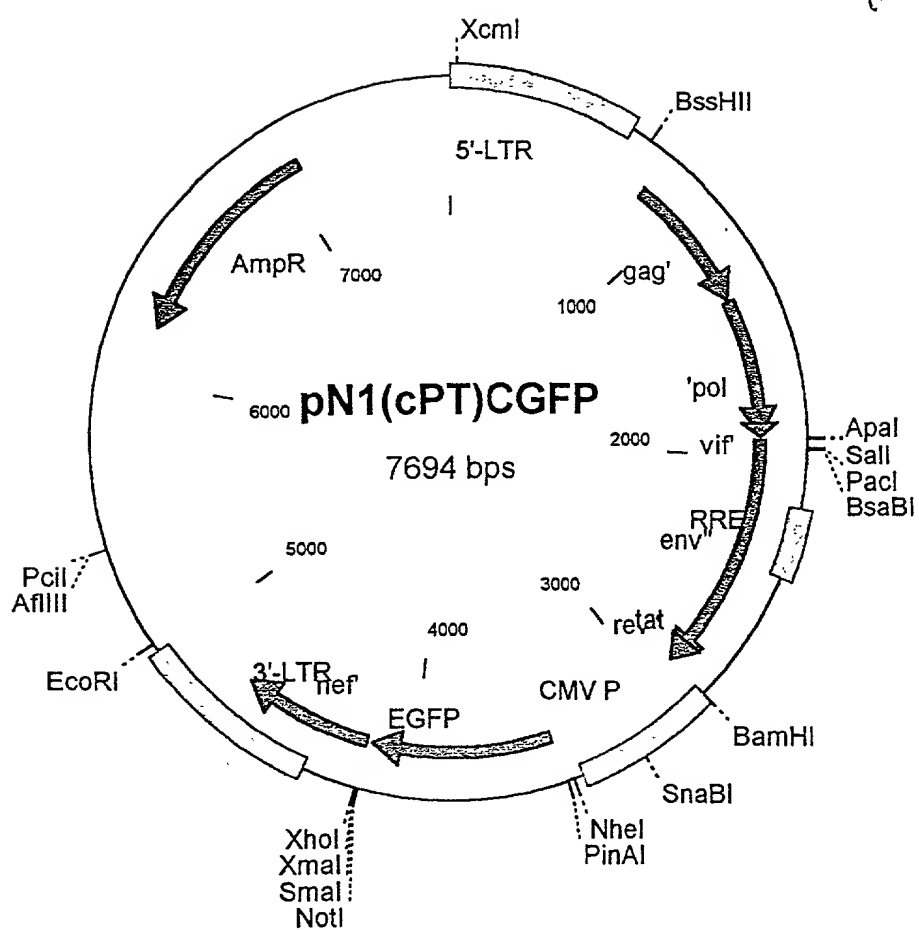 XcmI
BssHII
5'-LTR
AmpR
7000
gag'
1000
pN1(cPT)CGFP
7694 bps
6000
'pol
2000
vif'
ApaI
SalI
PacI
BsaBI
RRE
env"
5000
3000
rev
tat
PciI
AflIII
4000
EcoRI
3'-LTR
nef'
EGFP
CMV P
BamHI
SnaBI
NheI
PinAI
XhoI
XmaI
SmaI
NotI